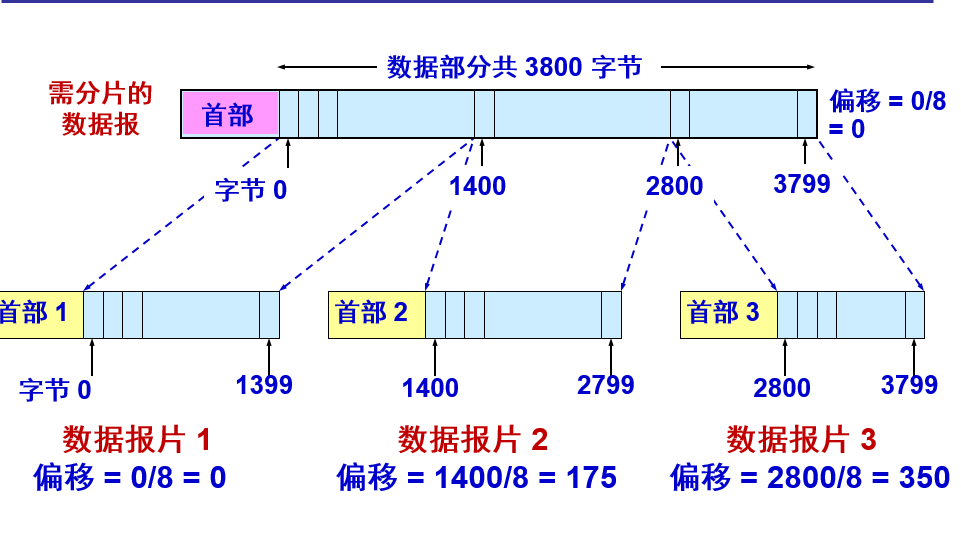 数据部分共 3800 字节
需分片的
数据报
首部
偏移 = 0/8
= 0
字节 0
1400
2800
3799
首部 1
首部 2
首部 3
字节 0
1399
1400
2799
2800
3799
数据报片 1
偏移 = 0/8 = 0
数据报片 2
偏移 = 1400/8 = 175
数据报片 3
偏移 = 2800/8 = 350